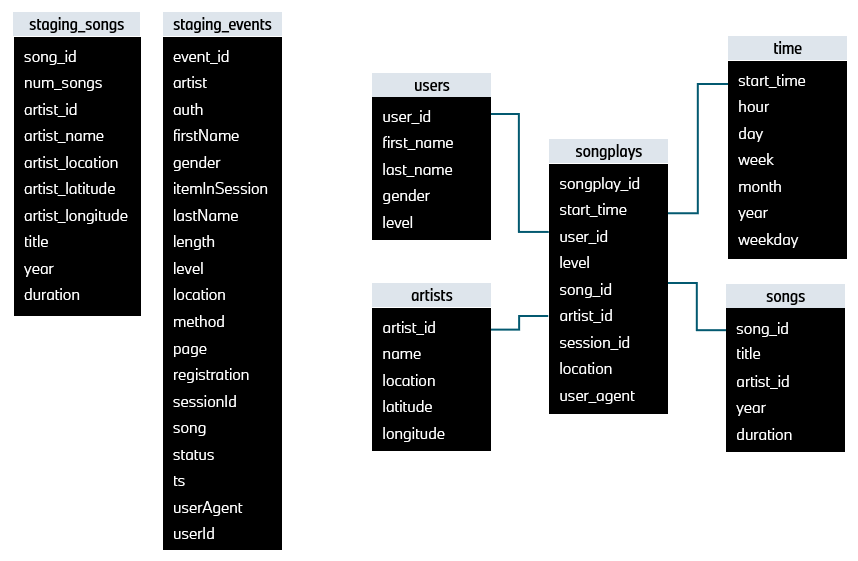 staging_songs
song_id
num_songs
artist_id
artist_name
artist_location
artist_latitude
artist_longitude
title
year
duration
staging_events
event_id
artist
auth
firstName
gender
itemInSession
lastName
length
level
location
method
page
registration
sessionId
song
status
ts
userAgent
userId
users
user_id
first_name
last_name
gender
level
artists
artist_id
name
location
latitude
longitude
songplays
songplay_id
start_time
user_id
level
song_id
artist_id
session_id
location
user_agent
time
start_time
hour
day
week
month
year
weekday
songs
song_id
title
artist_id
year
duration